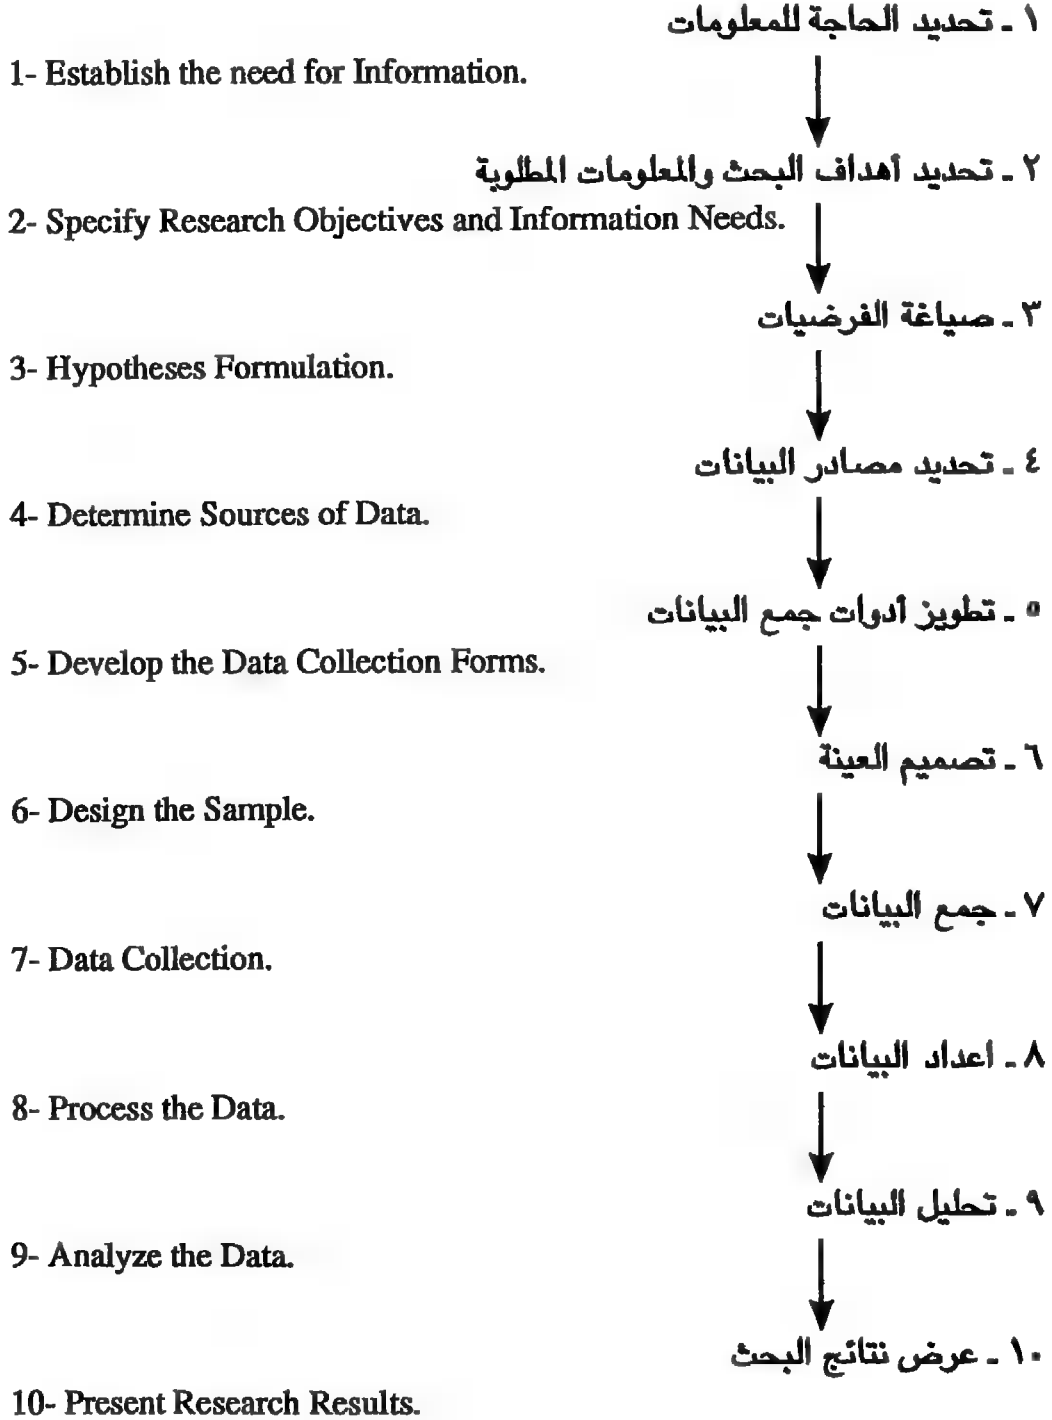 ١ ـ تحديد الحاجة للمعلومات
1- Establish the need for Information.
٢ ـ تحديد أهداف البحث والمعلومات المطلوبة
2- Specify Research Objectives and Information Needs.
٣ ـ صياغة الفرضيات
3- Hypotheses Formulation.
٤ ـ تحديد مصادر البيانات
4- Determine Sources of Data.
٥ ـ تطويز أدوات جمع البيانات
5- Develop the Data Collection Forms.
٦ ـ تصميم العينة
6- Design the Sample.
٧ ـ جمع البيانات
7- Data Collection.
٨ ـ اعداد البيانات
8- Process the Data.
٩ ـ تحليل البيانات
9- Analyze the Data.
١٠ ـ عرض نتائج البحث
10- Present Research Results.